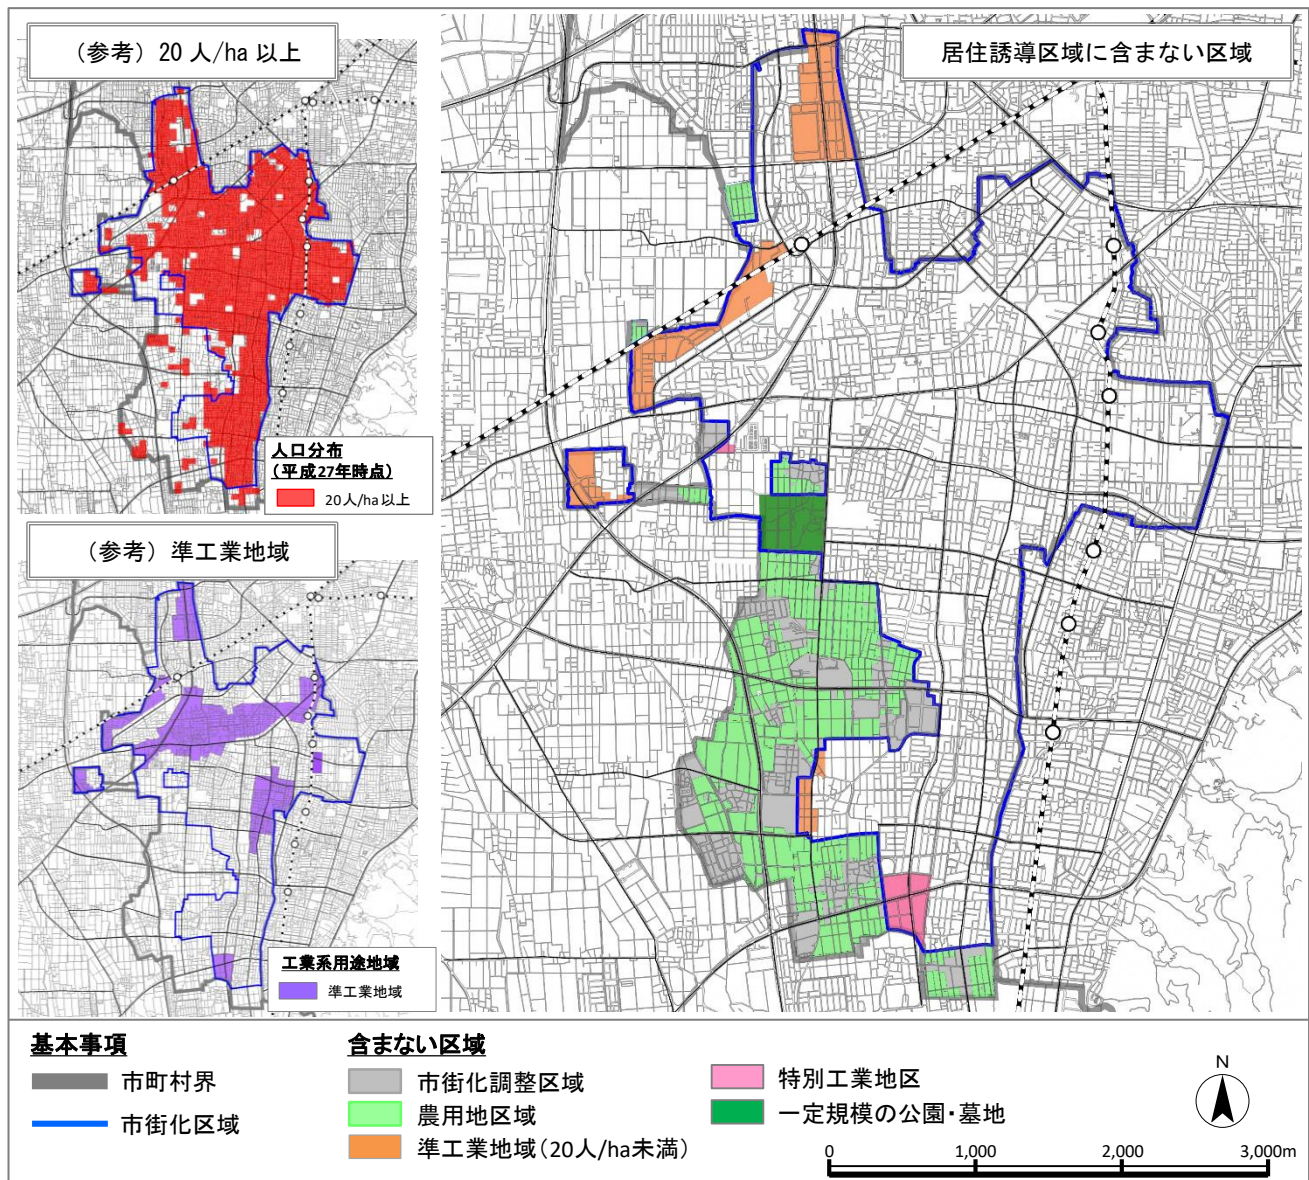 （参考）20 人/ha 以上
居住誘導区域に含まない区域
人口分布
（平成27年時点）
20人/ha以上
（参考）準工業地域
工業系用途地域
準工業地域
基本事項
市町村界
市街化区域
含まない区域
市街化調整区域
農用地区域
準工業地域（20人/ha未満）
特別工業地区
一定規模の公園・墓地
N
0 1,000 2,000 3,000m